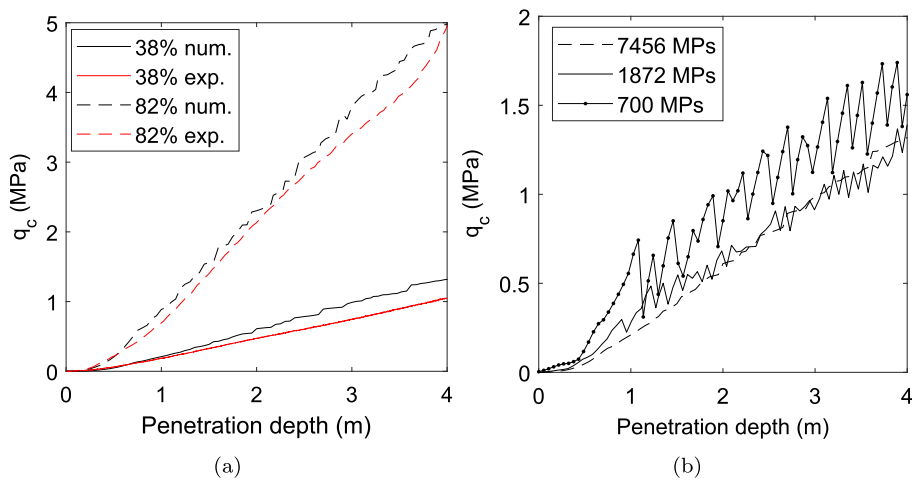 5
4
3
2
1
0
q_c (MPa)
38% num.
38% exp.
82% num.
82% exp.
0 1 2 3 4
Penetration depth (m)
(a)
2
1.5
1
0.5
0
q_c (MPa)
7456 MPs
1872 MPs
700 MPs
0 1 2 3 4
Penetration depth (m)
(b)